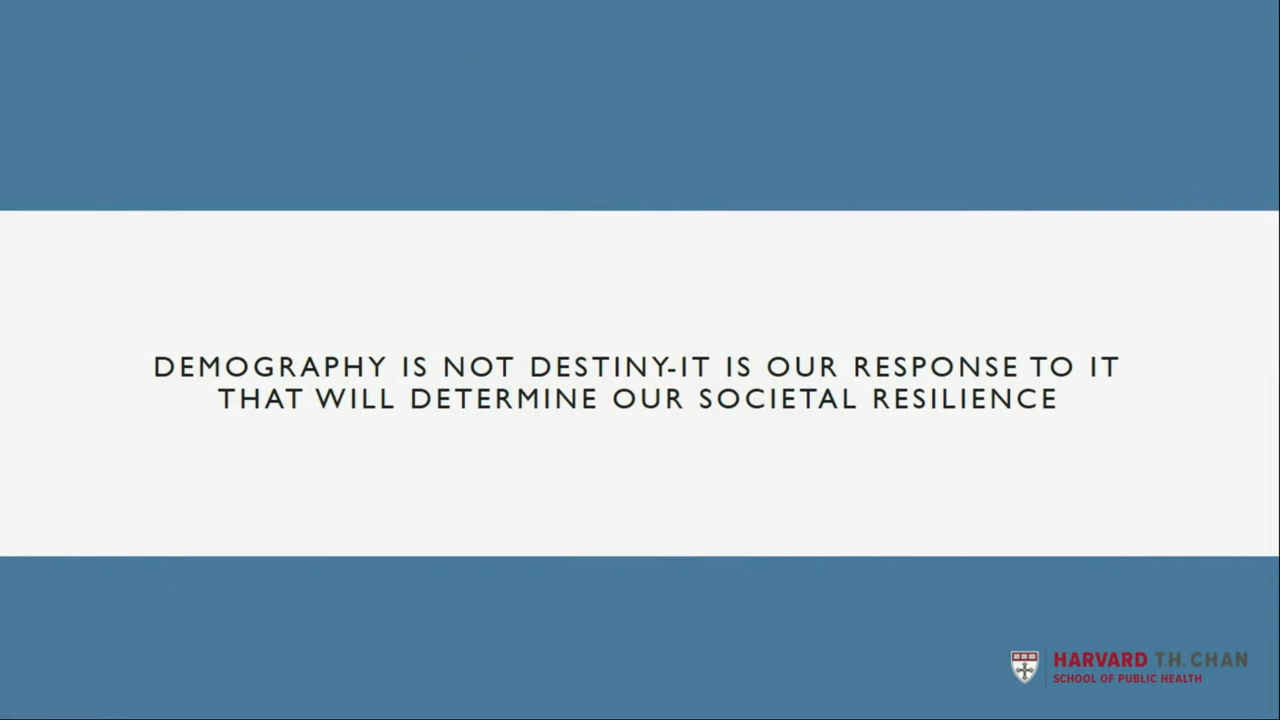 DEMOGRAPHY IS NOT DESTINY-IT IS OUR RESPONSE TO IT
THAT WILL DETERMINE OUR SOCIETAL RESILIENCE
HARVARD T.H. CHAN
SCHOOL OF PUBLIC HEALTH